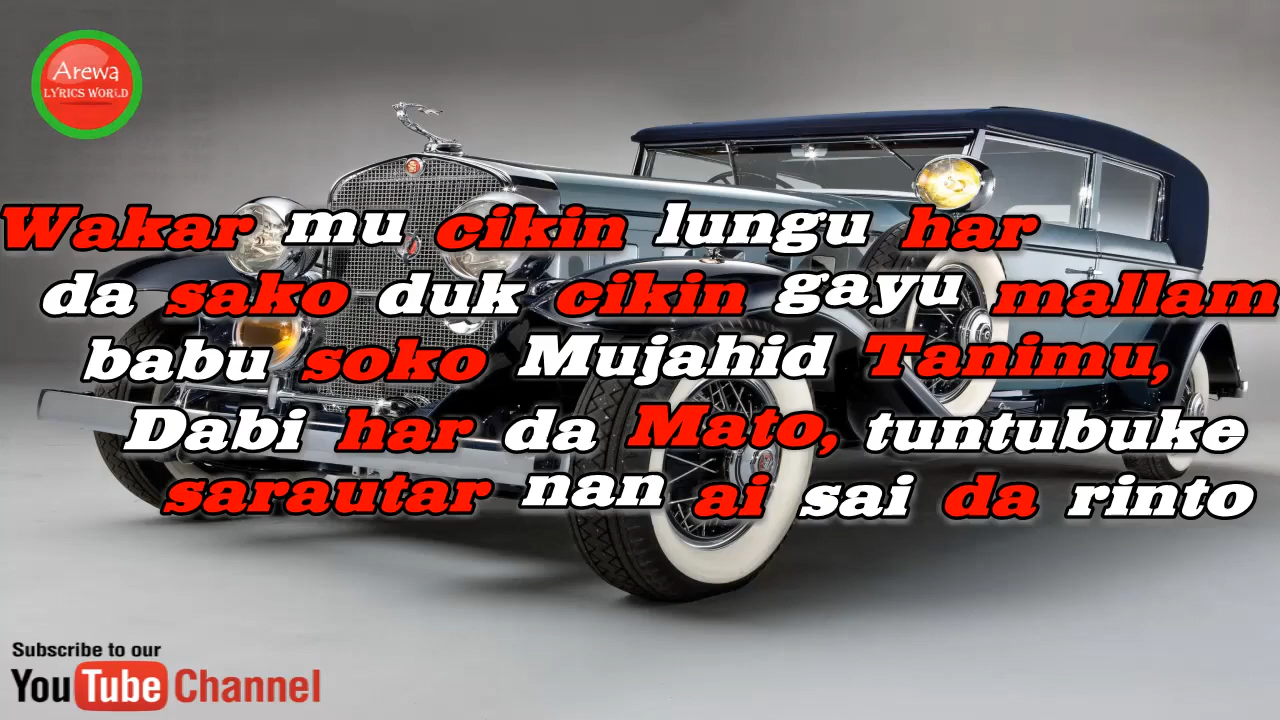 Arewa
LYRICS WORLD
Wakar mu cikin lungu har
da sako duk cikin gayu mallam
babu soko Mujahid Tanimu,
Dabi har da Mato, tuntubuke
sarautar nan ai sai da rinto
Subscribe to our
YouTube Channel